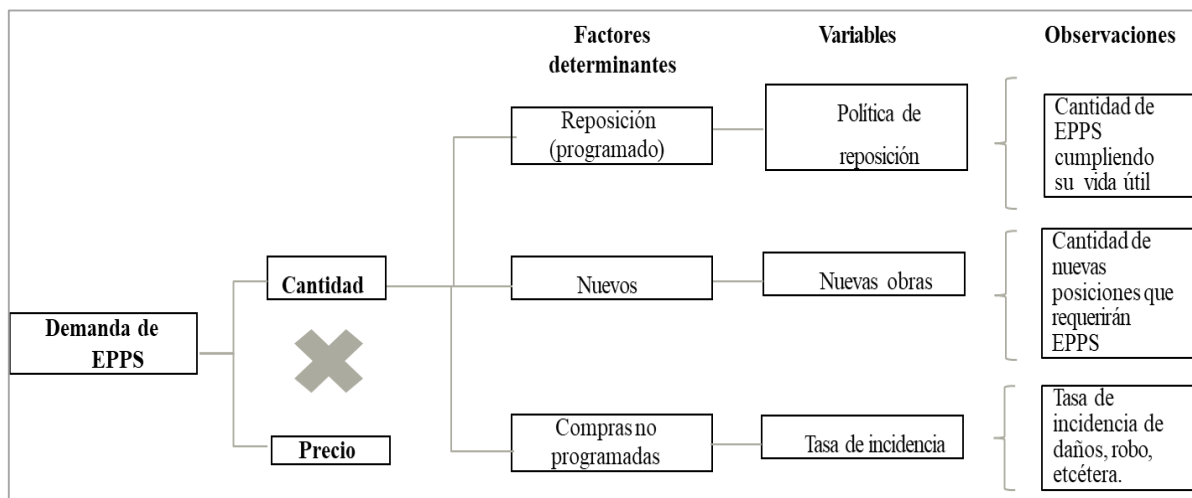 Factores
determinantes
Variables
Observaciones
Reposición
(programado)
Política de
reposición
Cantidad de
EPPS
cumpliendo
su vida útil
Cantidad
Nuevos
Nuevas obras
Cantidad de
nuevas
posiciones que
requerirán
EPPS
Demanda de
EPPS
Precio
Compras no
programadas
Tasa de incidencia
Tasa de
incidencia de
daños, robo,
etcétera.